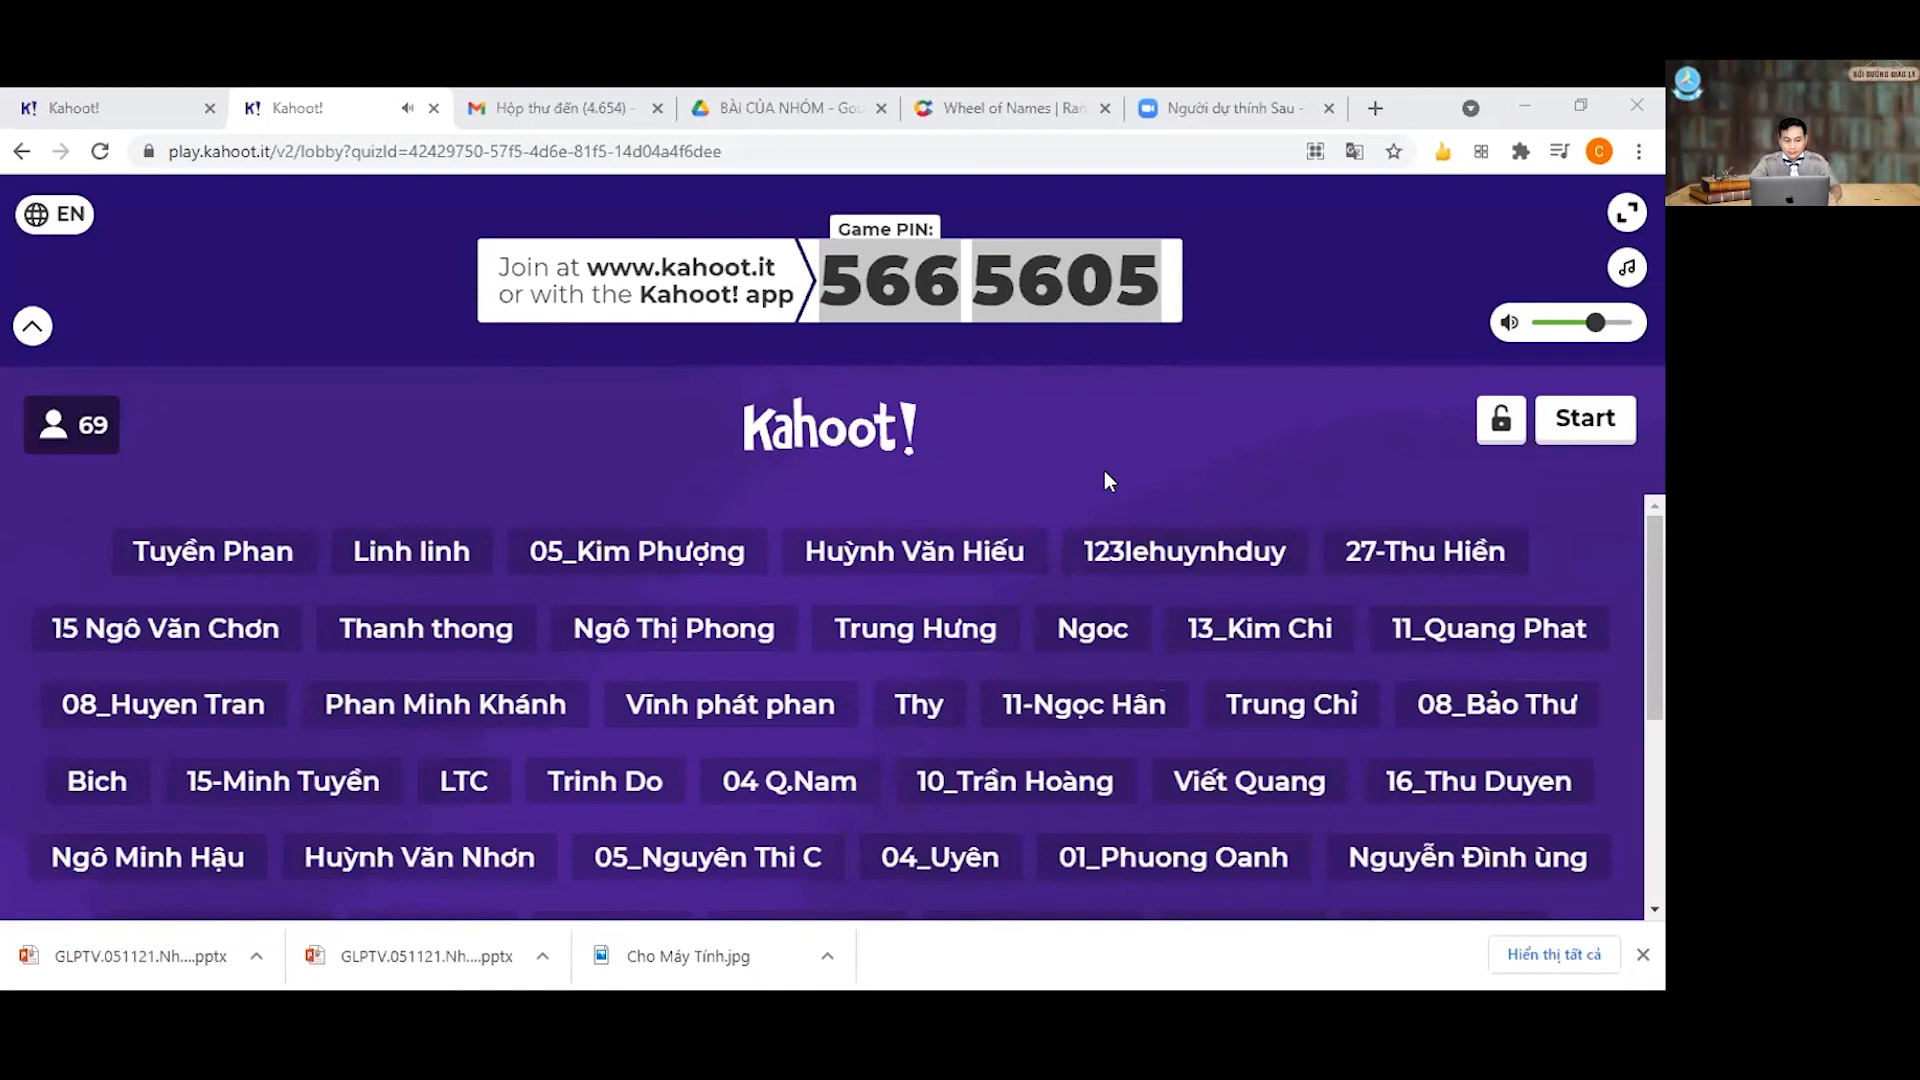 Kahoot!
Kahoot!
Hộp thư đến (4.654) -
BÀI CỦA NHÓM - Goo
Wheel of Names | Ran
Người dự thính Sau -
play.kahoot.it/v2/lobby?quizId=42429750-57f5-4d6e-81f5-14d04a4f6dee
C
BỒI DƯỠNG GIÁO LÝ
EN
Game PIN:
Join at www.kahoot.it
or with the Kahoot! app
566 5605
69
Kahoot!
Start
Tuyền Phan Linh linh 05_Kim Phượng Huỳnh Văn Hiếu 123lehuynhduy 27-Thu Hiền
15 Ngô Văn Chơn Thanh thong Ngô Thị Phong Trung Hưng Ngoc 13_Kim Chi 11_Quang Phat
08_Huyen Tran Phan Minh Khánh Vĩnh phát phan Thy 11-Ngọc Hân Trung Chỉ 08_Bảo Thư
Bich 15-Minh Tuyền LTC Trinh Do 04 Q.Nam 10_Trần Hoàng Viết Quang 16_Thu Duyen
Ngô Minh Hậu Huỳnh Văn Nhơn 05_Nguyên Thi C 04_Uyên 01_Phuong Oanh Nguyễn Đình ùng
GLPTV.051121.Nh....pptx
GLPTV.051121.Nh....pptx
Cho Máy Tính.jpg
Hiển thị tất cả